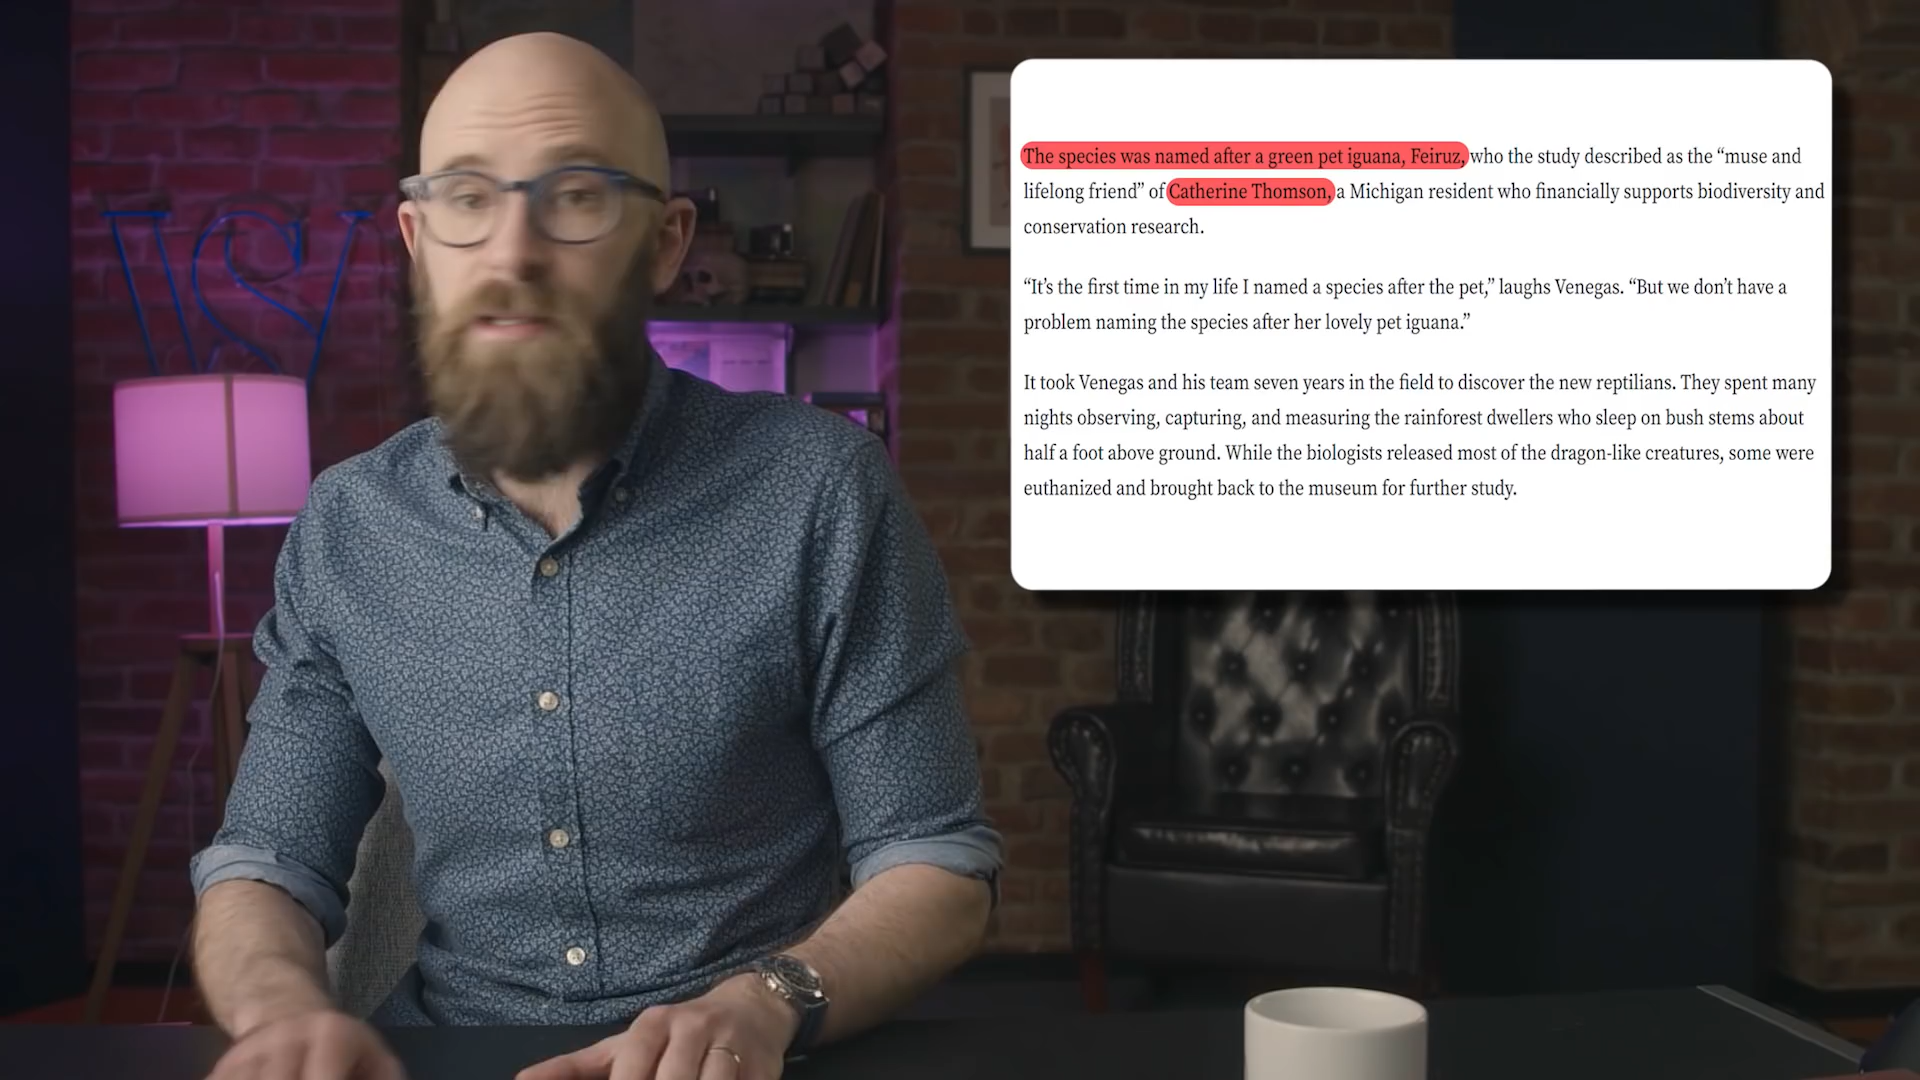 The species was named after a green pet iguana, Feiruz, who the study described as the “muse and
lifelong friend” of Catherine Thomson, a Michigan resident who financially supports biodiversity and
conservation research.
“It’s the first time in my life I named a species after the pet,” laughs Venegas. “But we don’t have a
problem naming the species after her lovely pet iguana.”
It took Venegas and his team seven years in the field to discover the new reptilians. They spent many
nights observing, capturing, and measuring the rainforest dwellers who sleep on bush stems about
half a foot above ground. While the biologists released most of the dragon-like creatures, some were
euthanized and brought back to the museum for further study.